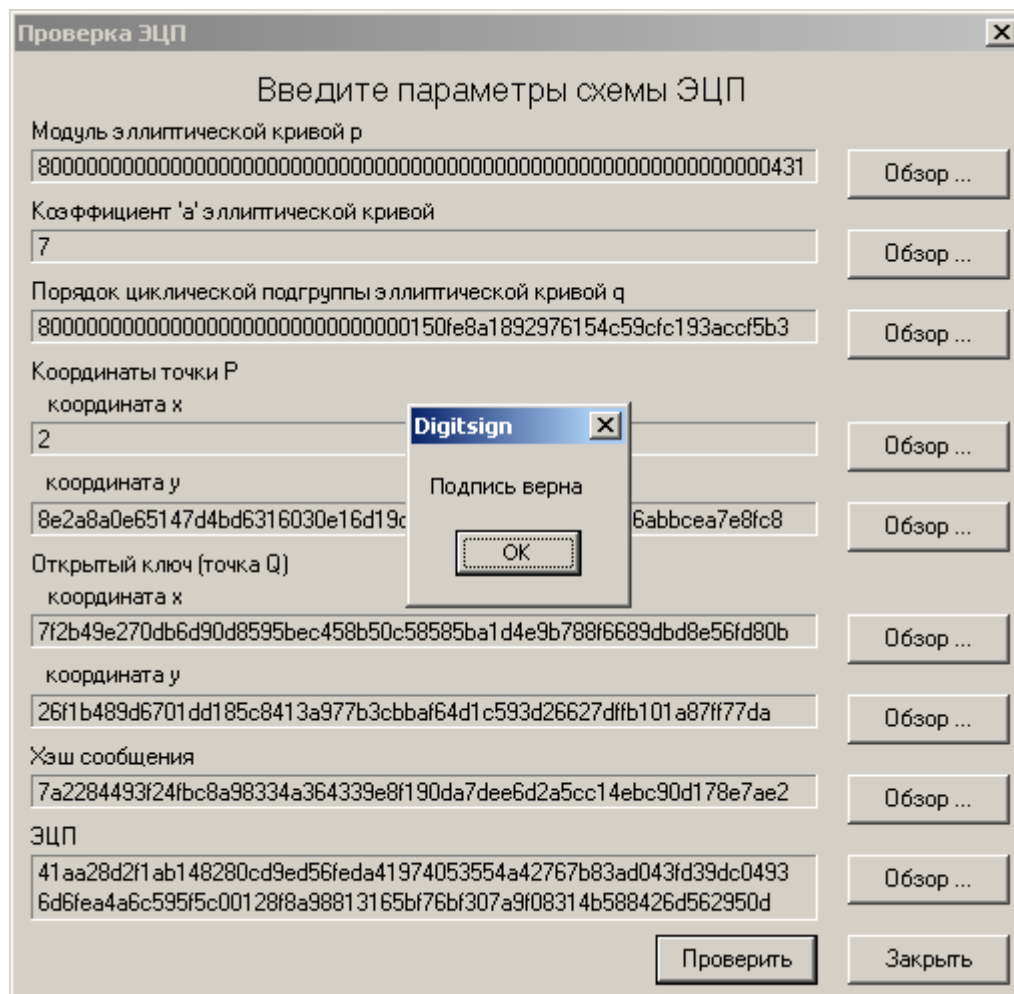 Проверка ЭЦП
Введите параметры схемы ЭЦП
Модуль эллиптической кривой p
8000000000000000000000000000000000000000000000000000000000000431
Обзор ...
Коэффициент 'a' эллиптической кривой
7
Обзор ...
Порядок циклической подгруппы эллиптической кривой q
8000000000000000000000000000000150fe8a1892976154c59cfc193accf5b3
Обзор ...
Координаты точки P
координата x
2
Обзор ...
координата y
8e2a8a0e65147d4bd6316030e16d19
6abbcea7e8fc8
Обзор ...
Digitsign
Подпись верна
OK
Открытый ключ (точка Q)
координата x
7f2b49e270db6d90d8595bec458b50c58585ba1d4e9b788f6689dbd8e56fd80b
Обзор ...
координата y
26f1b489d6701dd185c8413a977b3cbbaf64d1c593d26627dffb101a87ff77da
Обзор ...
Хэш сообщения
7a2284493f24fbc8a98334a364339e8f190da7dee6d2a5cc14ebc90d178e7ae2
Обзор ...
ЭЦП
41aa28d2f1ab148280cd9ed56feda41974053554a42767b83ad043fd39dc0493
6d6fea4a6c595f5c00128f8a98813165bf76bf307a9f08314b588426d562950d
Обзор ...
Проверить
Закрыть